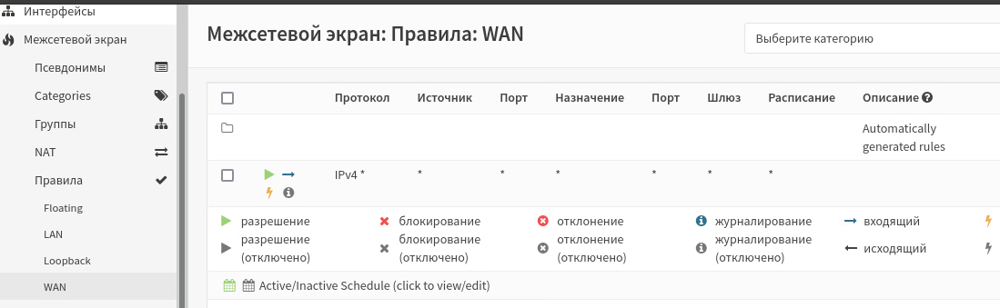 Интерфейсы
Межсетевой экран
Псевдонимы
Categories
Группы
NAT
Правила
Floating
LAN
Loopback
WAN
Межсетевой экран: Правила: WAN
Выберите категорию
Протокол Источник Порт Назначение Порт Шлюз Расписание Описание
Automatically
generated rules
IPv4 * * * * * * *
разрешение блокирование отклонение журналирование входящий
разрешение блокирование отклонение журналирование исходящий
(отключено) (отключено) (отключено) (отключено)
Active/Inactive Schedule (click to view/edit)